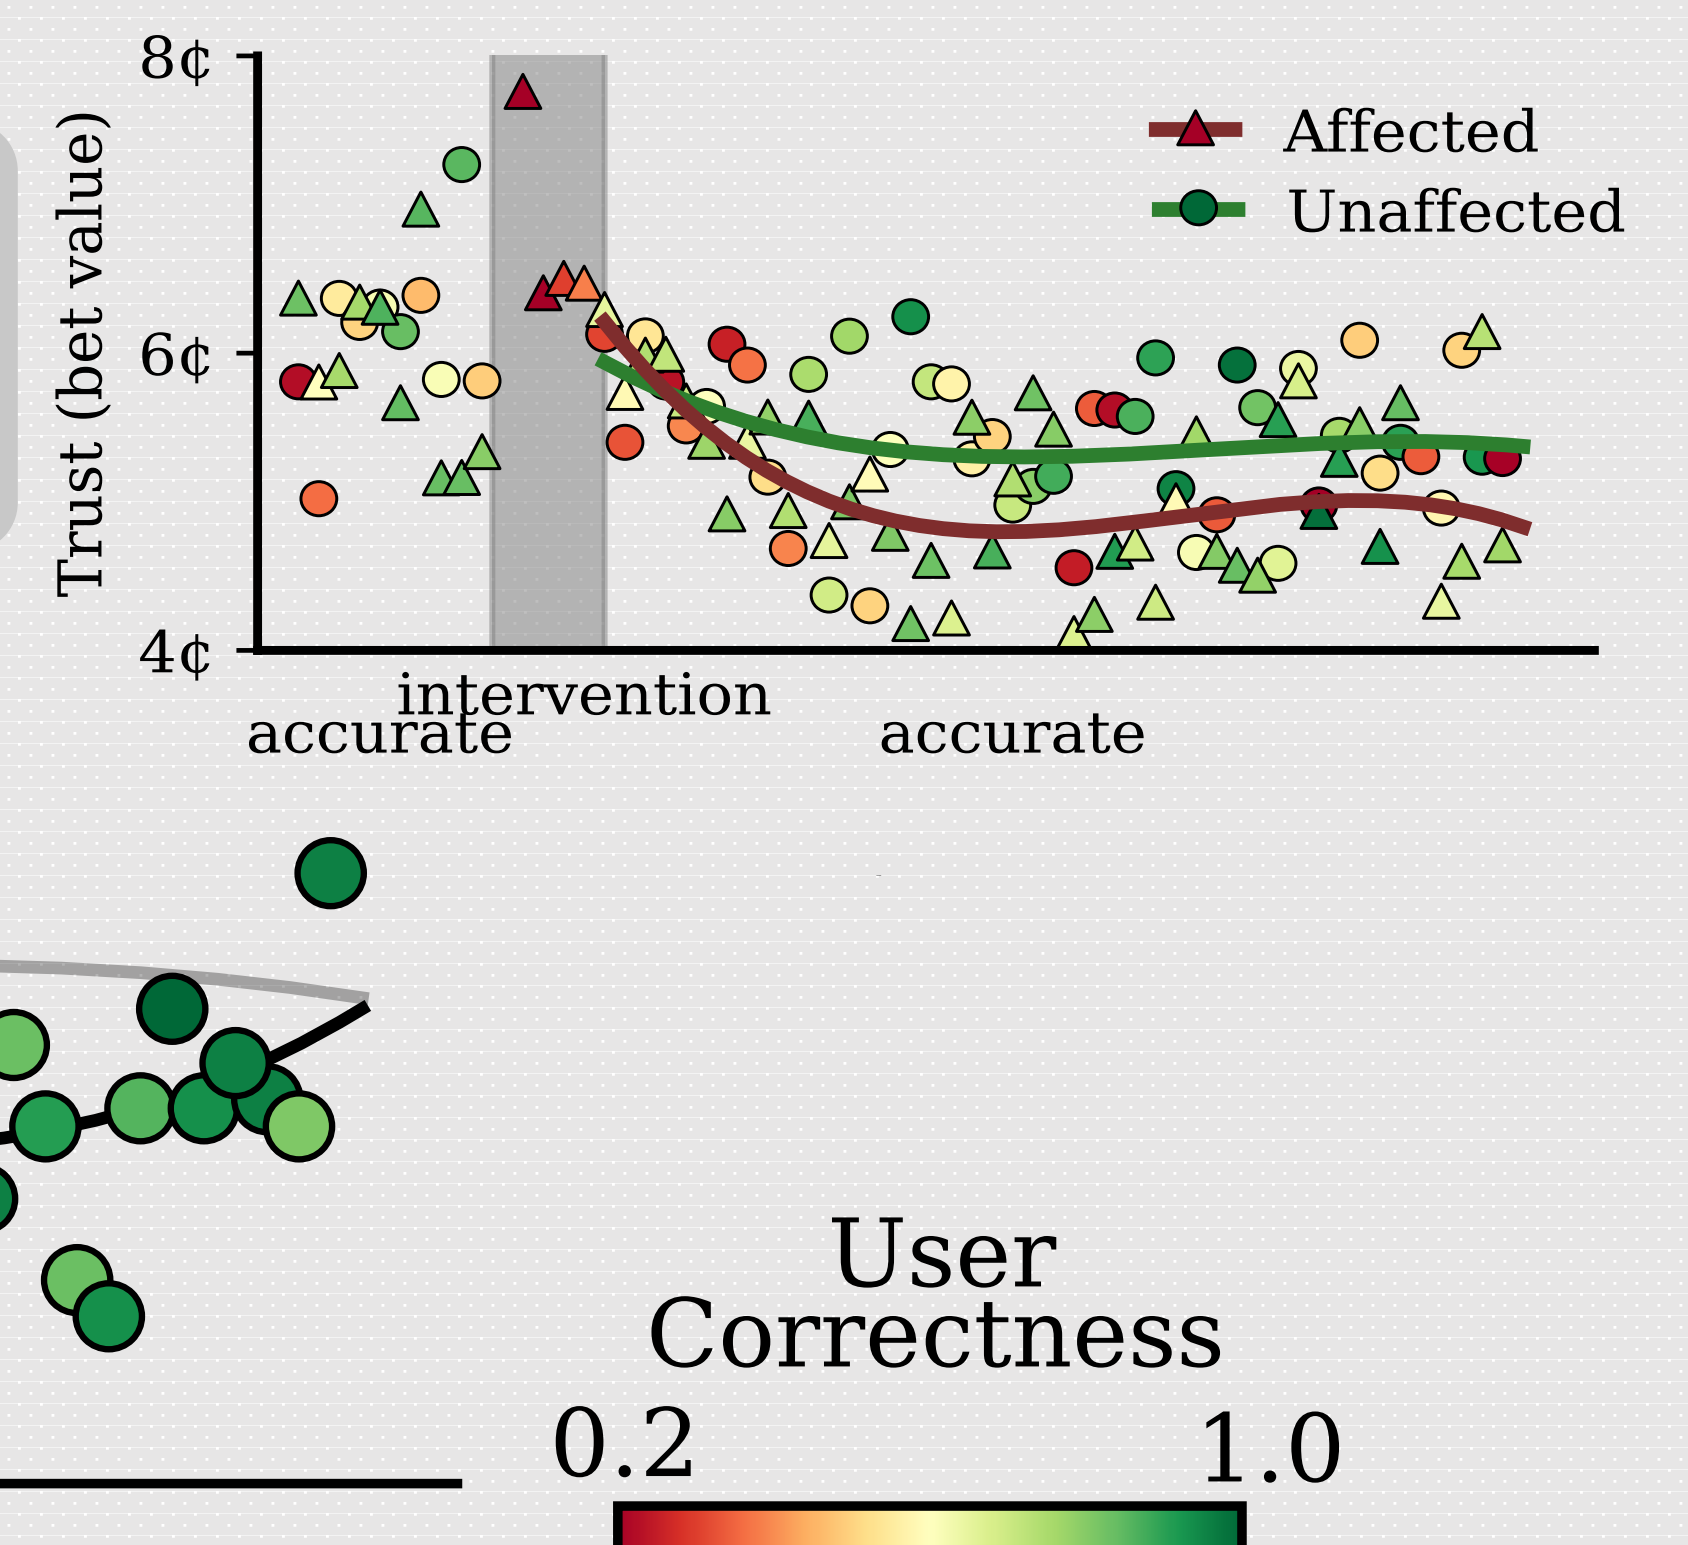 8¢
Trust (bet value)
6¢
4¢
Affected
Unaffected
intervention
accurate
accurate
User
Correctness
0.2
1.0